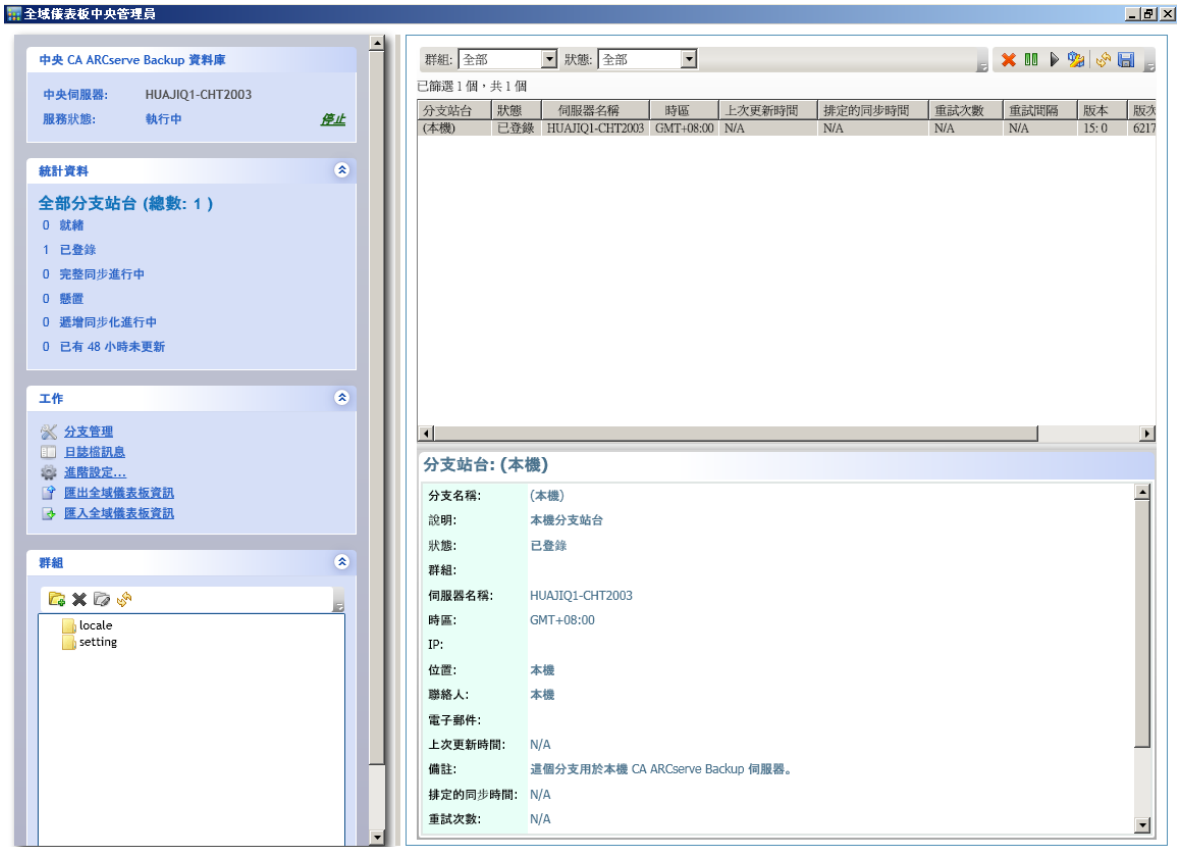 全域儀表板中央管理員
中央 CA ARCserve Backup 資料庫
中央伺服器: HUAJIQ1-CHT2003
服務狀態: 執行中 停止
統計資料
全部分支站台 (總數: 1 )
0 就緒
1 已登錄
0 完整同步進行中
0 懸置
0 遞增同步化進行中
0 已有 48 小時未更新
工作
分支管理
日誌檔訊息
進階設定...
匯出全域儀表板資訊
匯入全域儀表板資訊
群組
locale
setting
群組: 全部 狀態: 全部
已篩選 1 個，共 1 個
分支站台 狀態 伺服器名稱 時區 上次更新時間 排定的同步時間 重試次數 重試間隔 版本 版次
(本機) 已登錄 HUAJIQ1-CHT2003 GMT+08:00 N/A N/A N/A N/A 15: 0 6217
分支站台: (本機)
分支名稱: (本機)
說明: 本機分支站台
狀態: 已登錄
群組:
伺服器名稱: HUAJIQ1-CHT2003
時區: GMT+08:00
IP:
位置: 本機
聯絡人: 本機
電子郵件:
上次更新時間: N/A
備註: 這個分支用於本機 CA ARCserve Backup 伺服器。
排定的同步時間: N/A
重試次數: N/A